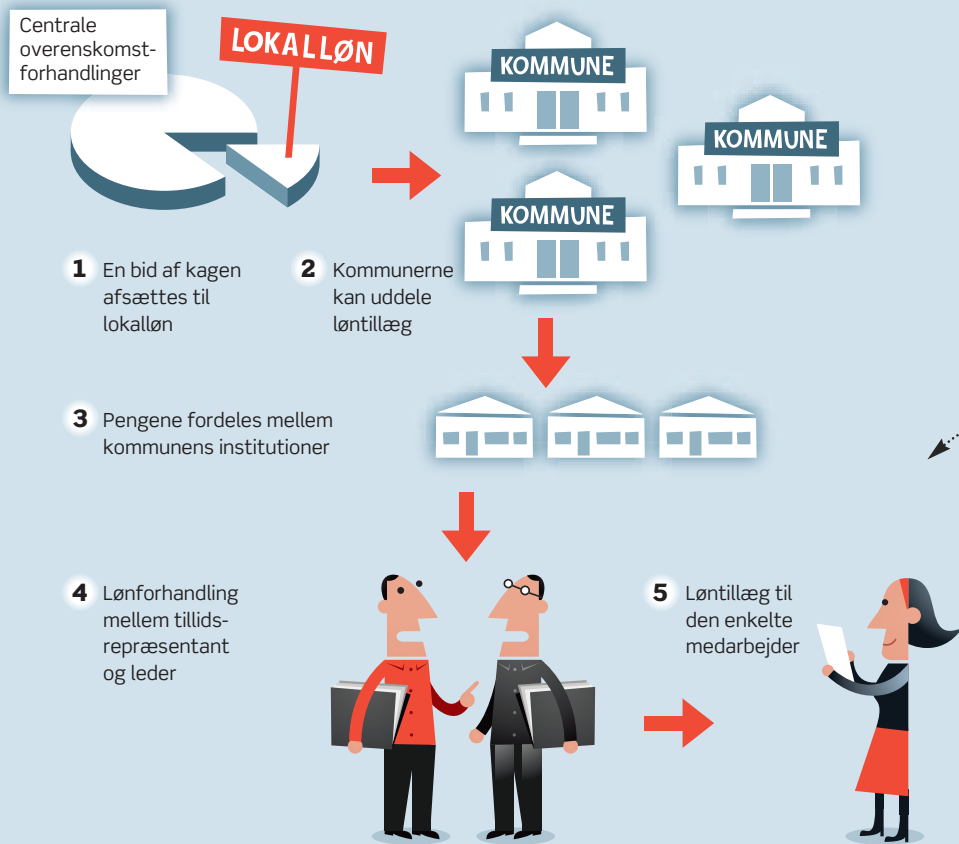 Centrale
overenskomst-
forhandlinger
LOKALLØN
KOMMUNE
KOMMUNE
KOMMUNE
1 En bid af kagen
afsættes til
lokalløn
2 Kommunerne
kan uddele
løntillæg
3 Pengene fordeles mellem
kommunens institutioner
4 Lønforhandling
mellem tillids-
repræsentant
og leder
5 Løntillæg til
den enkelte
medarbejder